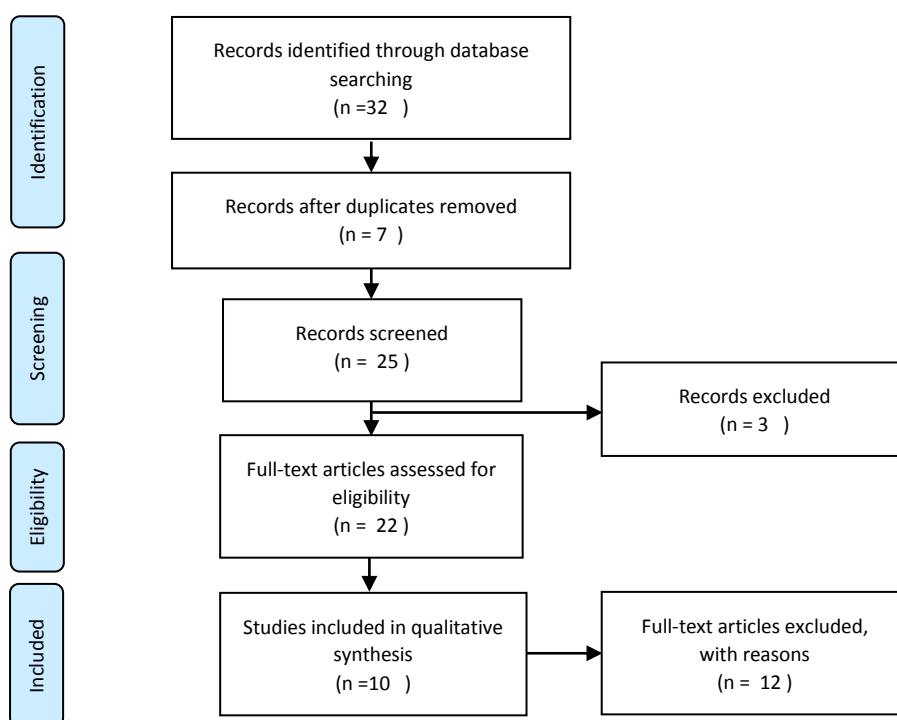 Identification
Records identified through database
searching
(n =32 )
Records after duplicates removed
(n = 7 )
Screening
Records screened
(n = 25 )
Records excluded
(n = 3 )
Eligibility
Full-text articles assessed for
eligibility
(n = 22 )
Included
Studies included in qualitative
synthesis
(n =10 )
Full-text articles excluded,
with reasons
(n = 12 )